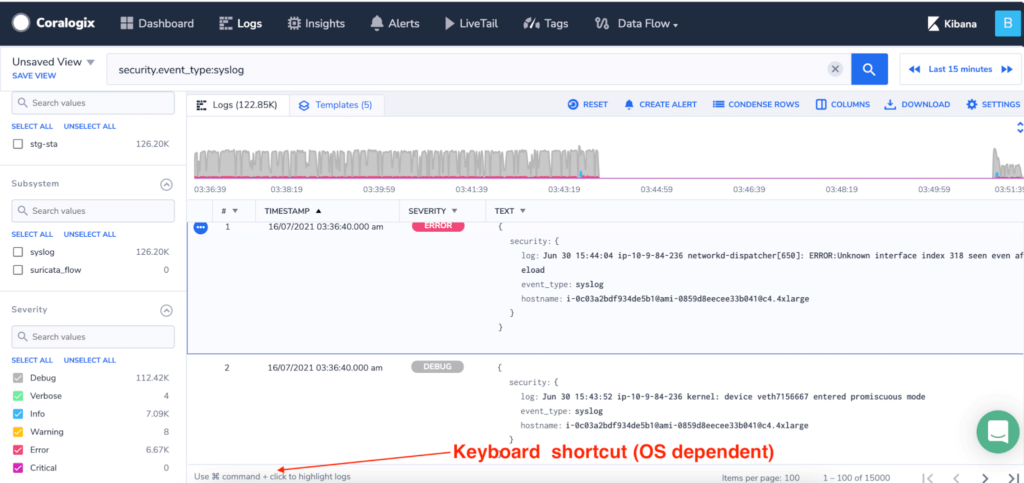 Coralogix Dashboard Logs Insights Alerts LiveTail Tags Data Flow Kibana B
Unsaved View
SAVE VIEW
security.event_type:syslog
Last 15 minutes
Search values
SELECT ALL UNSELECT ALL
stg-sta 126.20K
Subsystem
Search values
SELECT ALL UNSELECT ALL
syslog 126.20K
suricata_flow 0
Severity
Search values
SELECT ALL UNSELECT ALL
Debug 112.42K
Verbose 4
Info 7.09K
Warning 8
Error 6.67K
Critical 0
Logs (122.85K) Templates (5) RESET CREATE ALERT CONDENSE ROWS COLUMNS DOWNLOAD SETTINGS
03:36:39 03:38:19 03:39:59 03:41:39 03:43:19 03:44:59 03:46:39 03:48:19 03:49:59 03:51:39
# TIMESTAMP SEVERITY TEXT
1 16/07/2021 03:36:40.000 am ERROR {
security: {
log: Jun 30 15:44:04 ip-10-9-84-236 networkd-dispatcher[650]: ERROR:Unknown interface index 318 seen even af
eload
event_type: syslog
hostname: i-0c03a2bdf934de5b1@ami-0859d8eecee33b041@c4.4xlarge
}
}
2 16/07/2021 03:36:40.000 am DEBUG {
security: {
log: Jun 30 15:43:52 ip-10-9-84-236 kernel: device veth7156667 entered promiscuous mode
event_type: syslog
hostname: i-0c03a2bdf934de5b1@ami-0859d8eecee33b041@c4.4xlarge
}
Keyboard shortcut (OS dependent)
Use ⌘ command + click to highlight logs
Items per page: 100 1 – 100 of 15000